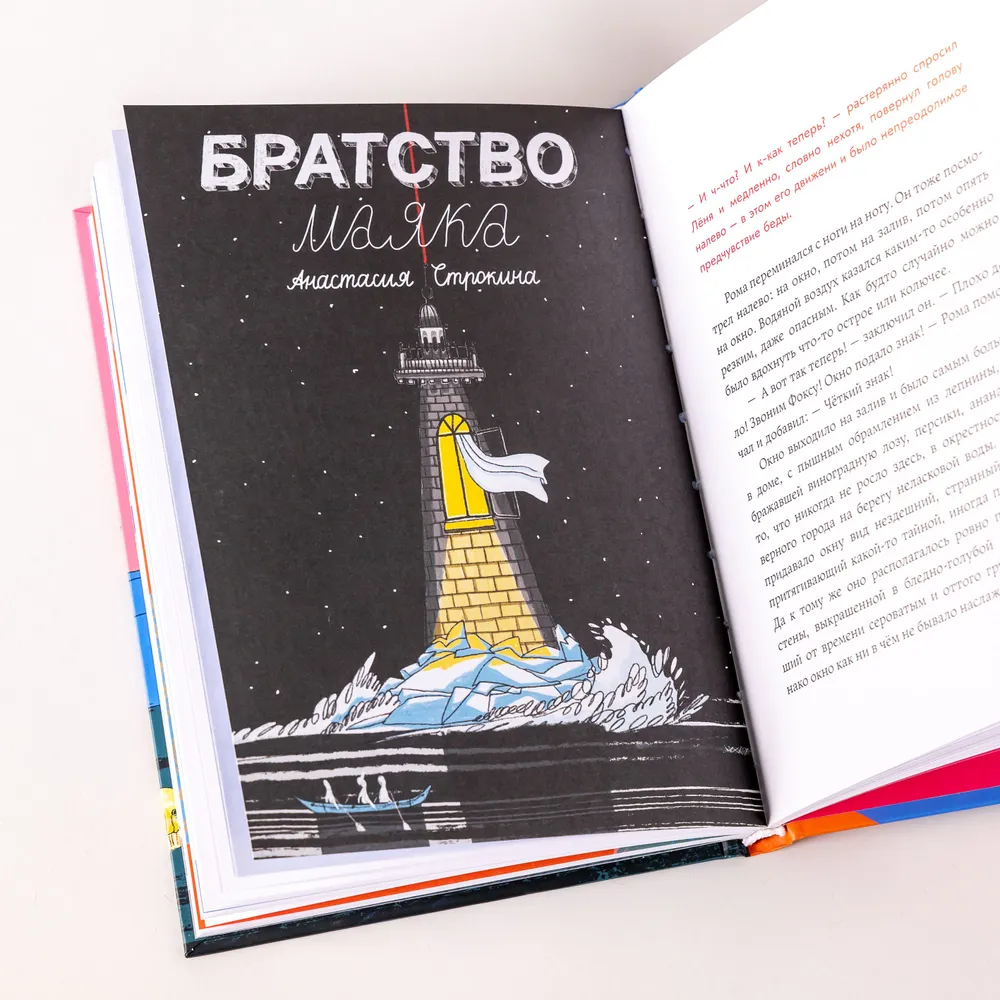 БРАТСТВО
МАЯКА
Анастасия Строкина
– И ч-что? И к-как теперь? – растерянно спросил
Лёня и медленно, словно нехотя, повернул голову
налево – в этом его движении и было непреодолимое
предчувствие беды.
Рома переминался с ноги на ногу. Он тоже посмо-
трел налево: на окно, потом на залив, потом опять
на окно. Водяной воздух казался каким-то особенно
резким, даже опасным. Как будто случайно можно
было вдохнуть что-то острое или колючее.
– А вот так теперь! – заключил он. – Плохо
ло! Звоним Фоксу! Окно подало знак! – Рома
чал и добавил: – Чёткий знак!
Окно выходило на залив и было самым
в доме, с пышным обрамлением из лепнины,
бражавшей виноградную лозу, персики,
то, что никогда не росло здесь, в
верного города на берегу неласковой воды.
придавало окну вид нездешний, странный
притягивающий какой-то тайной, иногда
Да к тому же оно располагалось ровно
стены, выкрашенной в бледно-голубой
ший от времени сероватым и оттого
нако окно как ни в чём не бывало